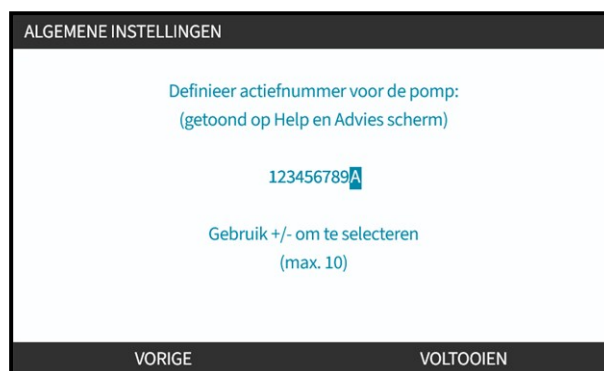 ALGEMENE INSTELLINGEN
Definieer actiefnummer voor de pomp:
(getoond op Help en Advies scherm)
123456789A
Gebruik +/- om te selecteren
(max. 10)
VORIGE VOLTOOIEN